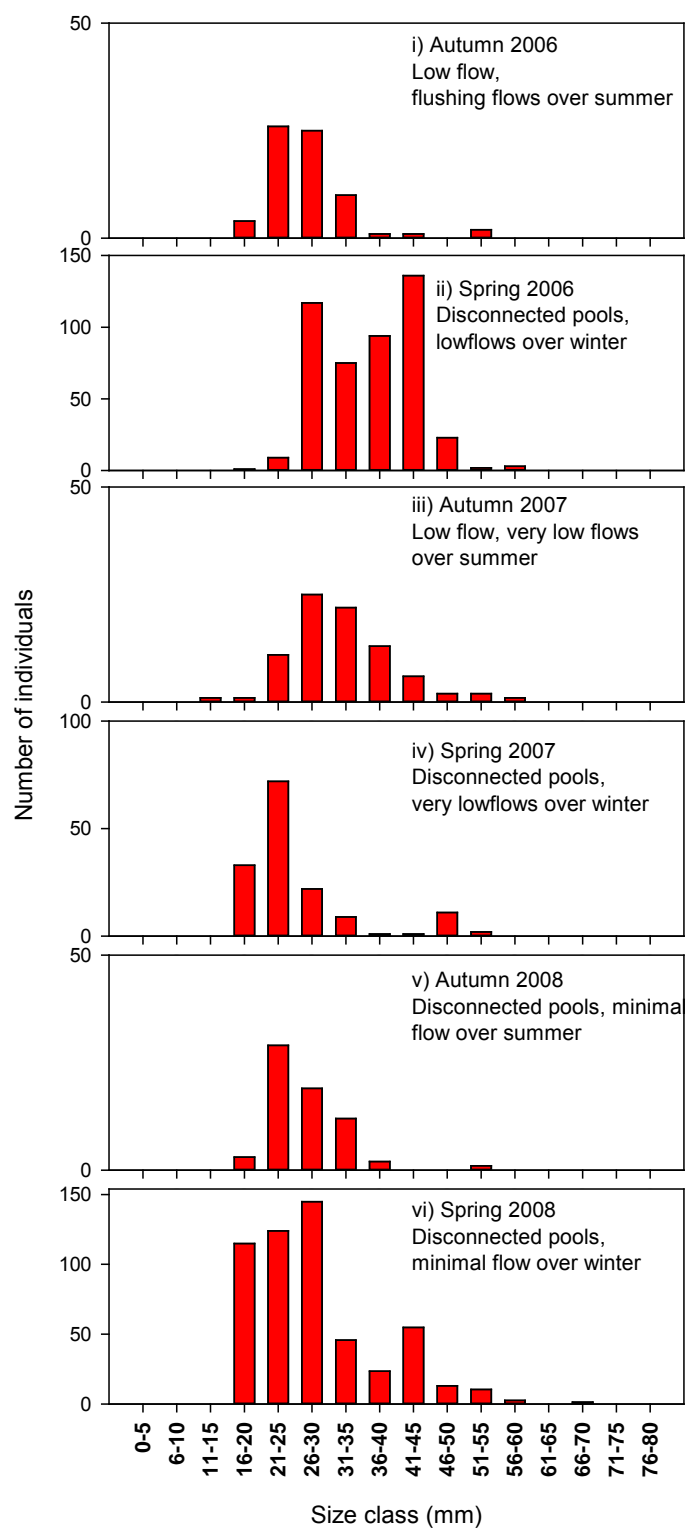 50
0
i) Autumn 2006
Low flow,
flushing flows over summer
150
100
50
0
ii) Spring 2006
Disconnected pools,
lowflows over winter
50
0
iii) Autumn 2007
Low flow, very low flows
over summer
Number of individuals
100
50
0
iv) Spring 2007
Disconnected pools,
very lowflows over winter
50
0
v) Autumn 2008
Disconnected pools, minimal
flow over summer
150
100
50
0
vi) Spring 2008
Disconnected pools,
minimal flow over winter
0-5
6-10
11-15
16-20
21-25
26-30
31-35
36-40
41-45
46-50
51-55
56-60
61-65
66-70
71-75
76-80
Size class (mm)